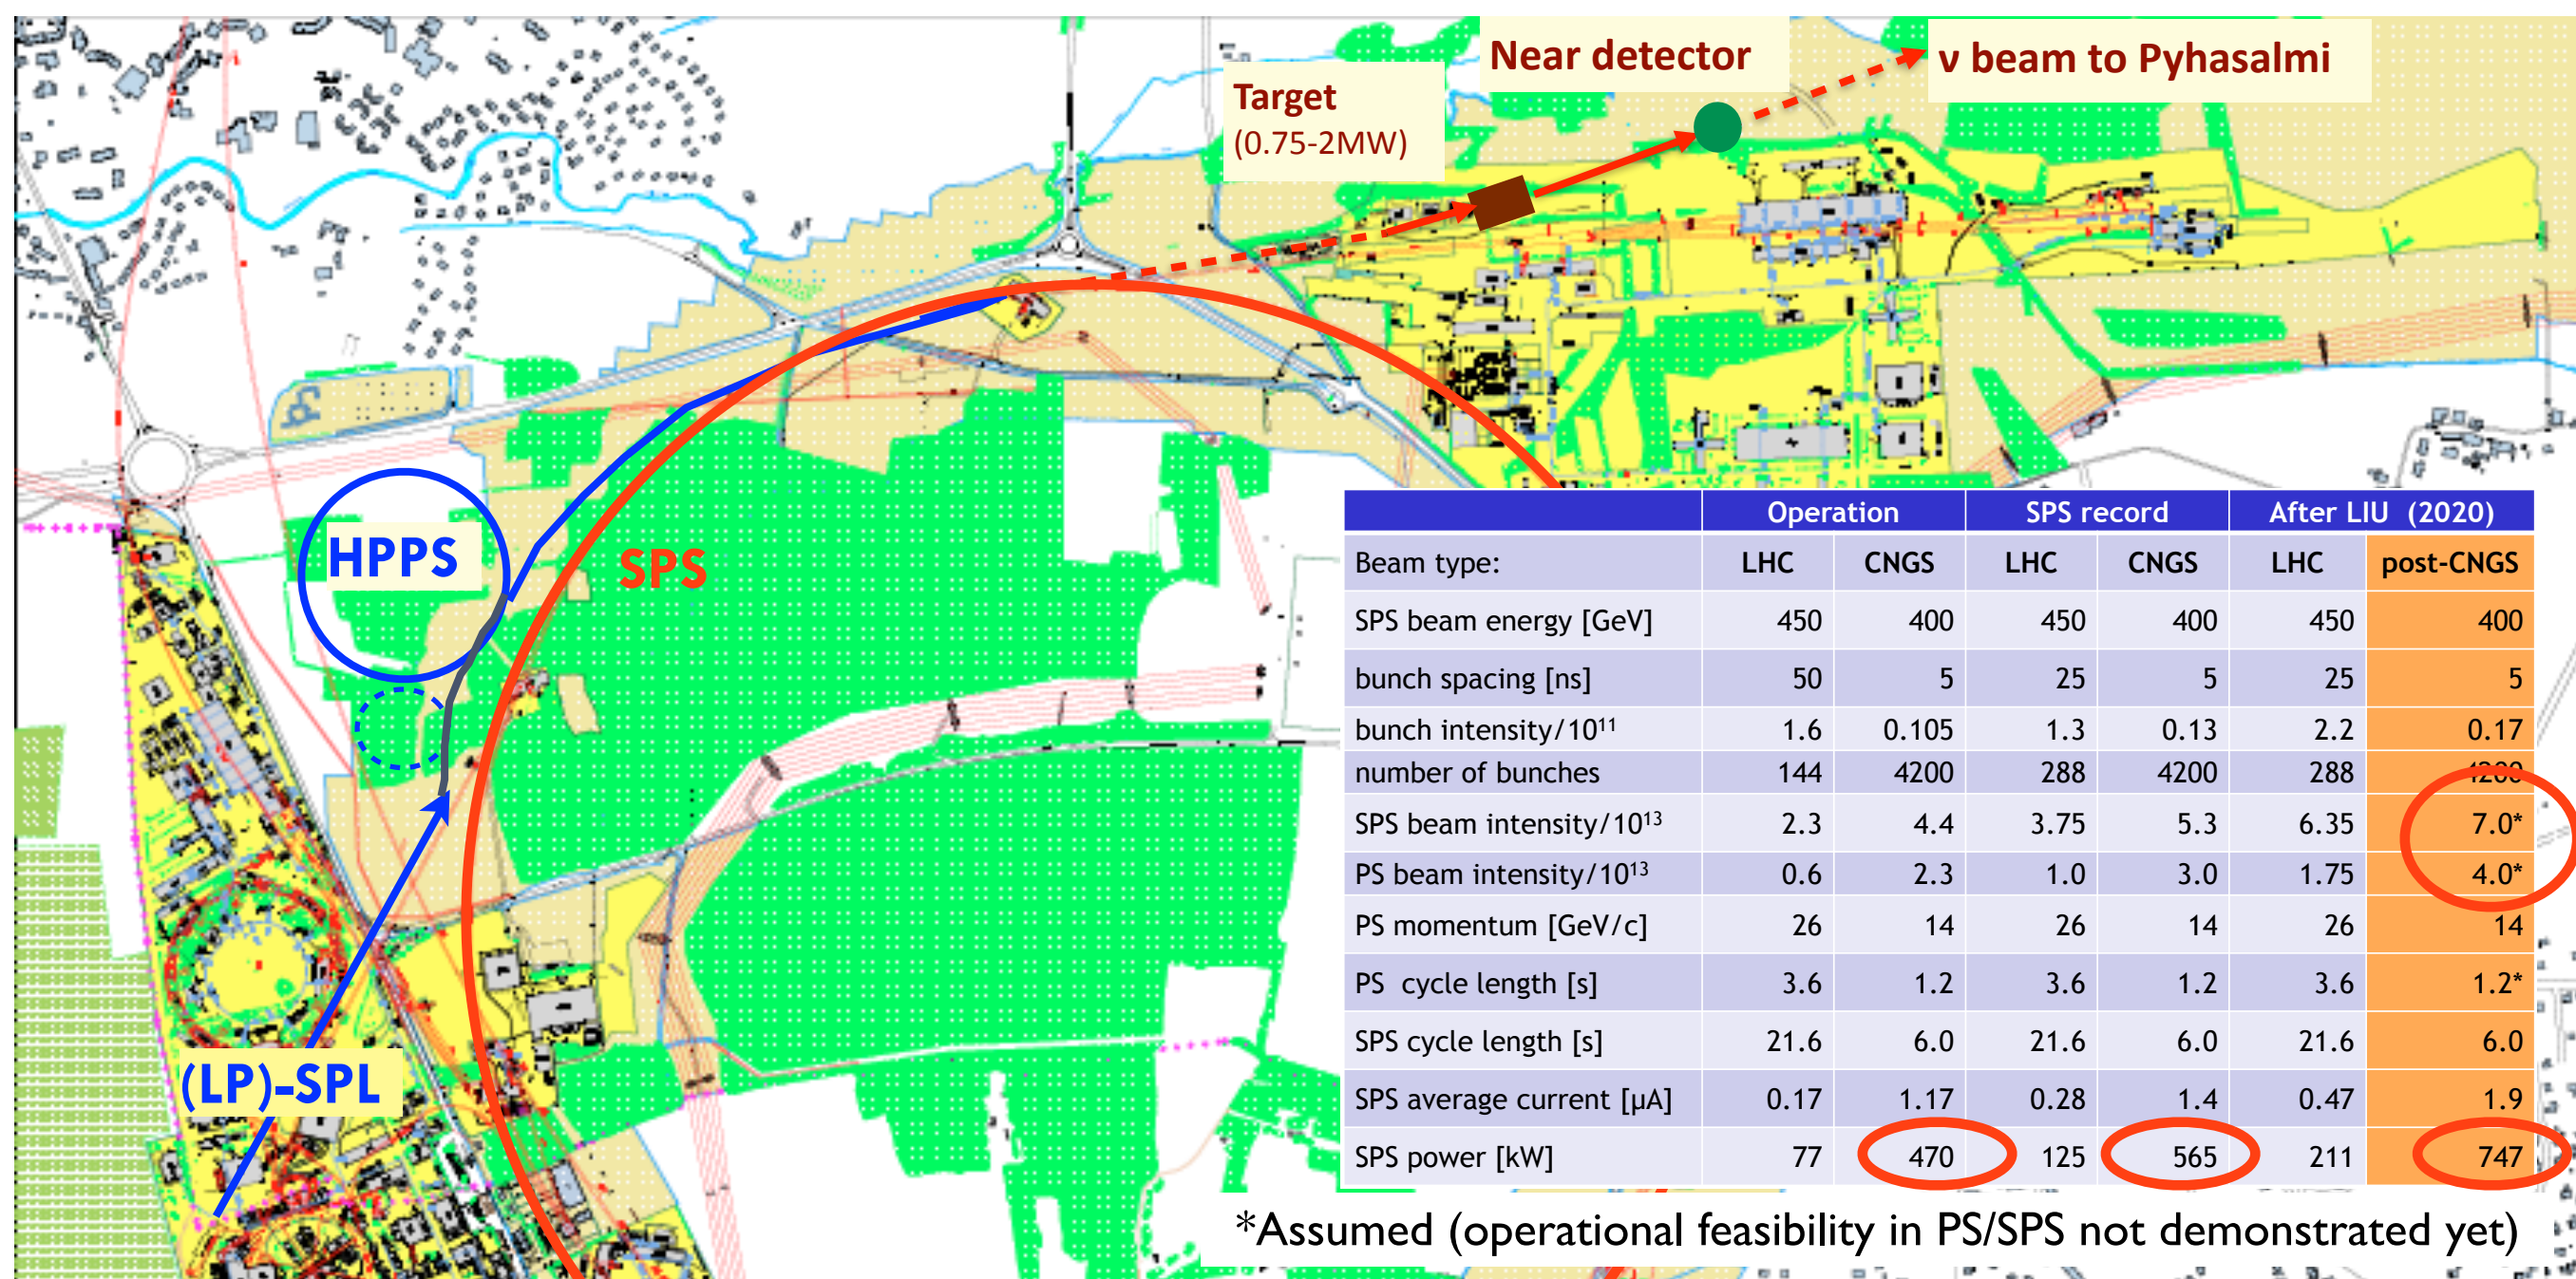 Near detector
ν beam to Pyhasalmi
Target
(0.75-2MW)
HPPS
SPS
(LP)-SPL
Operation SPS record After LIU (2020)
Beam type: LHC CNGS LHC CNGS LHC post-CNGS
SPS beam energy [GeV] 450 400 450 400 450 400
bunch spacing [ns] 50 5 25 5 25 5
bunch intensity/10¹¹ 1.6 0.105 1.3 0.13 2.2 0.17
number of bunches 144 4200 288 4200 288 4200
SPS beam intensity/10¹³ 2.3 4.4 3.75 5.3 6.35 7.0*
PS beam intensity/10¹³ 0.6 2.3 1.0 3.0 1.75 4.0*
PS momentum [GeV/c] 26 14 26 14 26 14
PS cycle length [s] 3.6 1.2 3.6 1.2 3.6 1.2*
SPS cycle length [s] 21.6 6.0 21.6 6.0 21.6 6.0
SPS average current [µA] 0.17 1.17 0.28 1.4 0.47 1.9
SPS power [kW] 77 470 125 565 211 747
*Assumed (operational feasibility in PS/SPS not demonstrated yet)